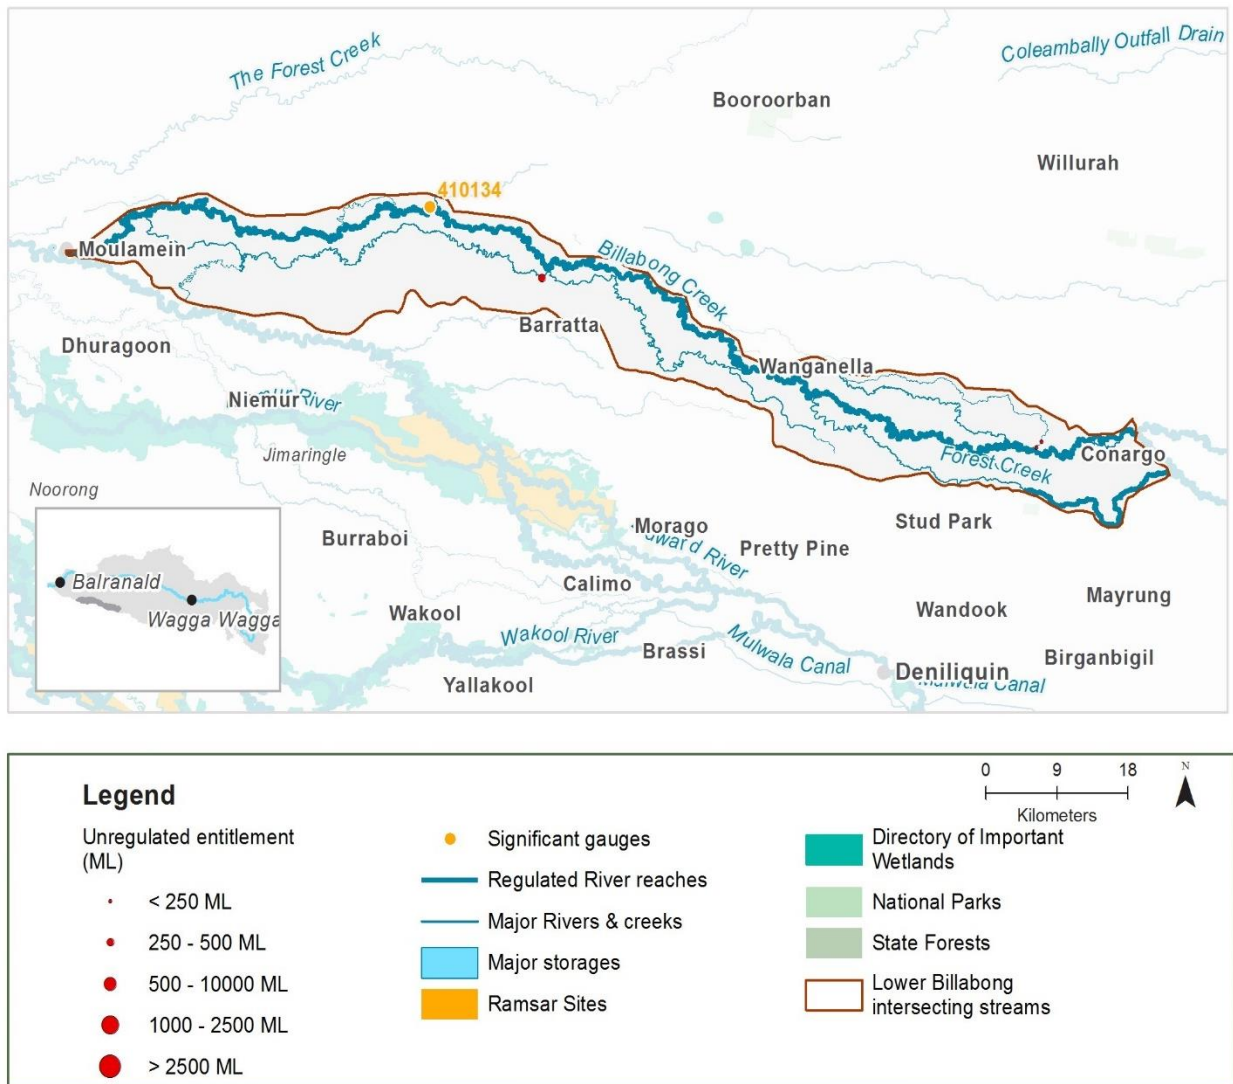 The Forest Creek
Coleambally Outfall Drain
Booroorban
Willurah
410134
Moulamein
Billabong Creek
Barratta
Dhuragoon
Wanganella
Niemur
River
Jimaringle
Forest Creek
Conargo
Noorong
Stud Park
Morago
Burraboi
Pretty Pine
Calimo
Balranald
Wagga Wagga
Wakool
Wandook
Mayrung
Wakool River
Brassi
Mulwala Canal
Birganbigil
Deniliquin
Yallakool
Canal
Legend
0 9 18
Kilometers
N
Unregulated entitlement
(ML)
< 250 ML
250 - 500 ML
500 - 10000 ML
1000 - 2500 ML
> 2500 ML
Significant gauges
Regulated River reaches
Major Rivers & creeks
Major storages
Ramsar Sites
Directory of Important
Wetlands
National Parks
State Forests
Lower Billabong
intersecting streams